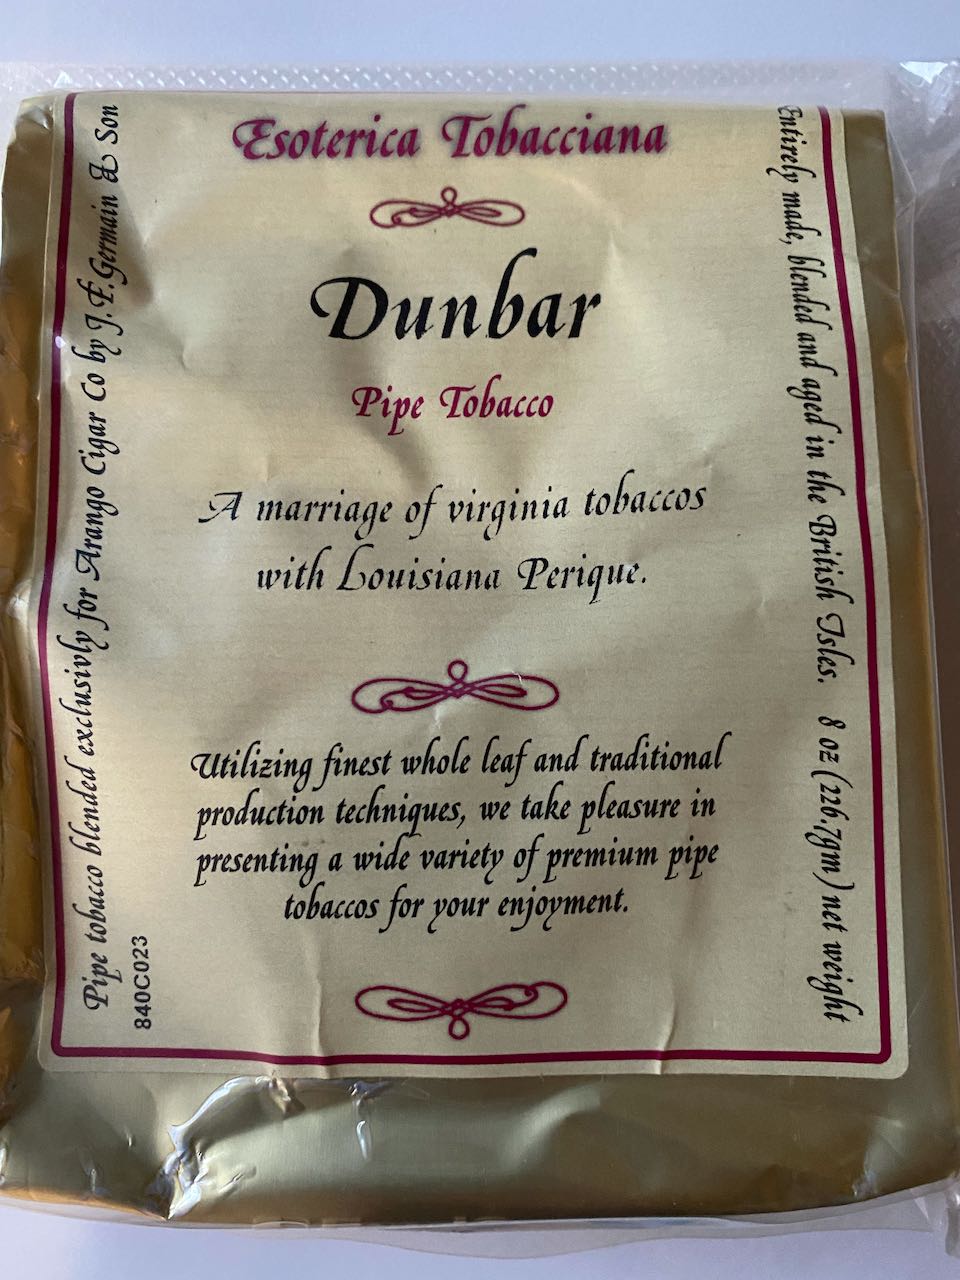 Esoterica Tobacciana
Dunbar
Pipe Tobacco
A marriage of virginia tobaccos
with Louisiana Perique.
Utilizing finest whole leaf and traditional
production techniques, we take pleasure in
presenting a wide variety of premium pipe
tobaccos for your enjoyment.
Pipe tobacco blended exclusivly for Arango Cigar Co by J.F.Germain & Son
840C023
Entirely made, blended and aged in the British Isles. 8 oz (226.7gm) net weight